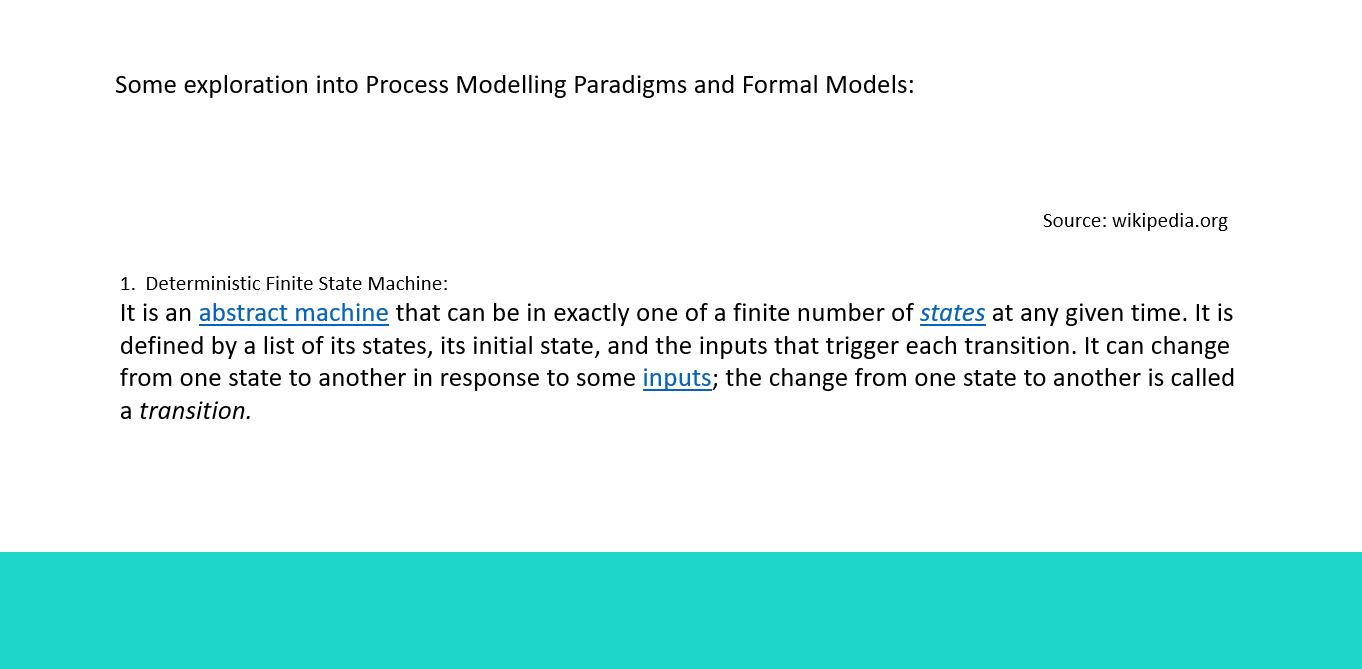 Some exploration into Process Modelling Paradigms and Formal Models:
Source: wikipedia.org
1. Deterministic Finite State Machine:
It is an abstract machine that can be in exactly one of a finite number of states at any given time. It is
defined by a list of its states, its initial state, and the inputs that trigger each transition. It can change
from one state to another in response to some inputs; the change from one state to another is called
a transition.